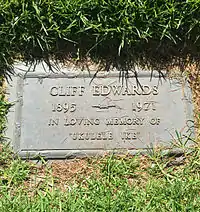 CLIFF EDWARDS
1895 1971
IN LOVING MEMORY OF
"UKULELE IKE"